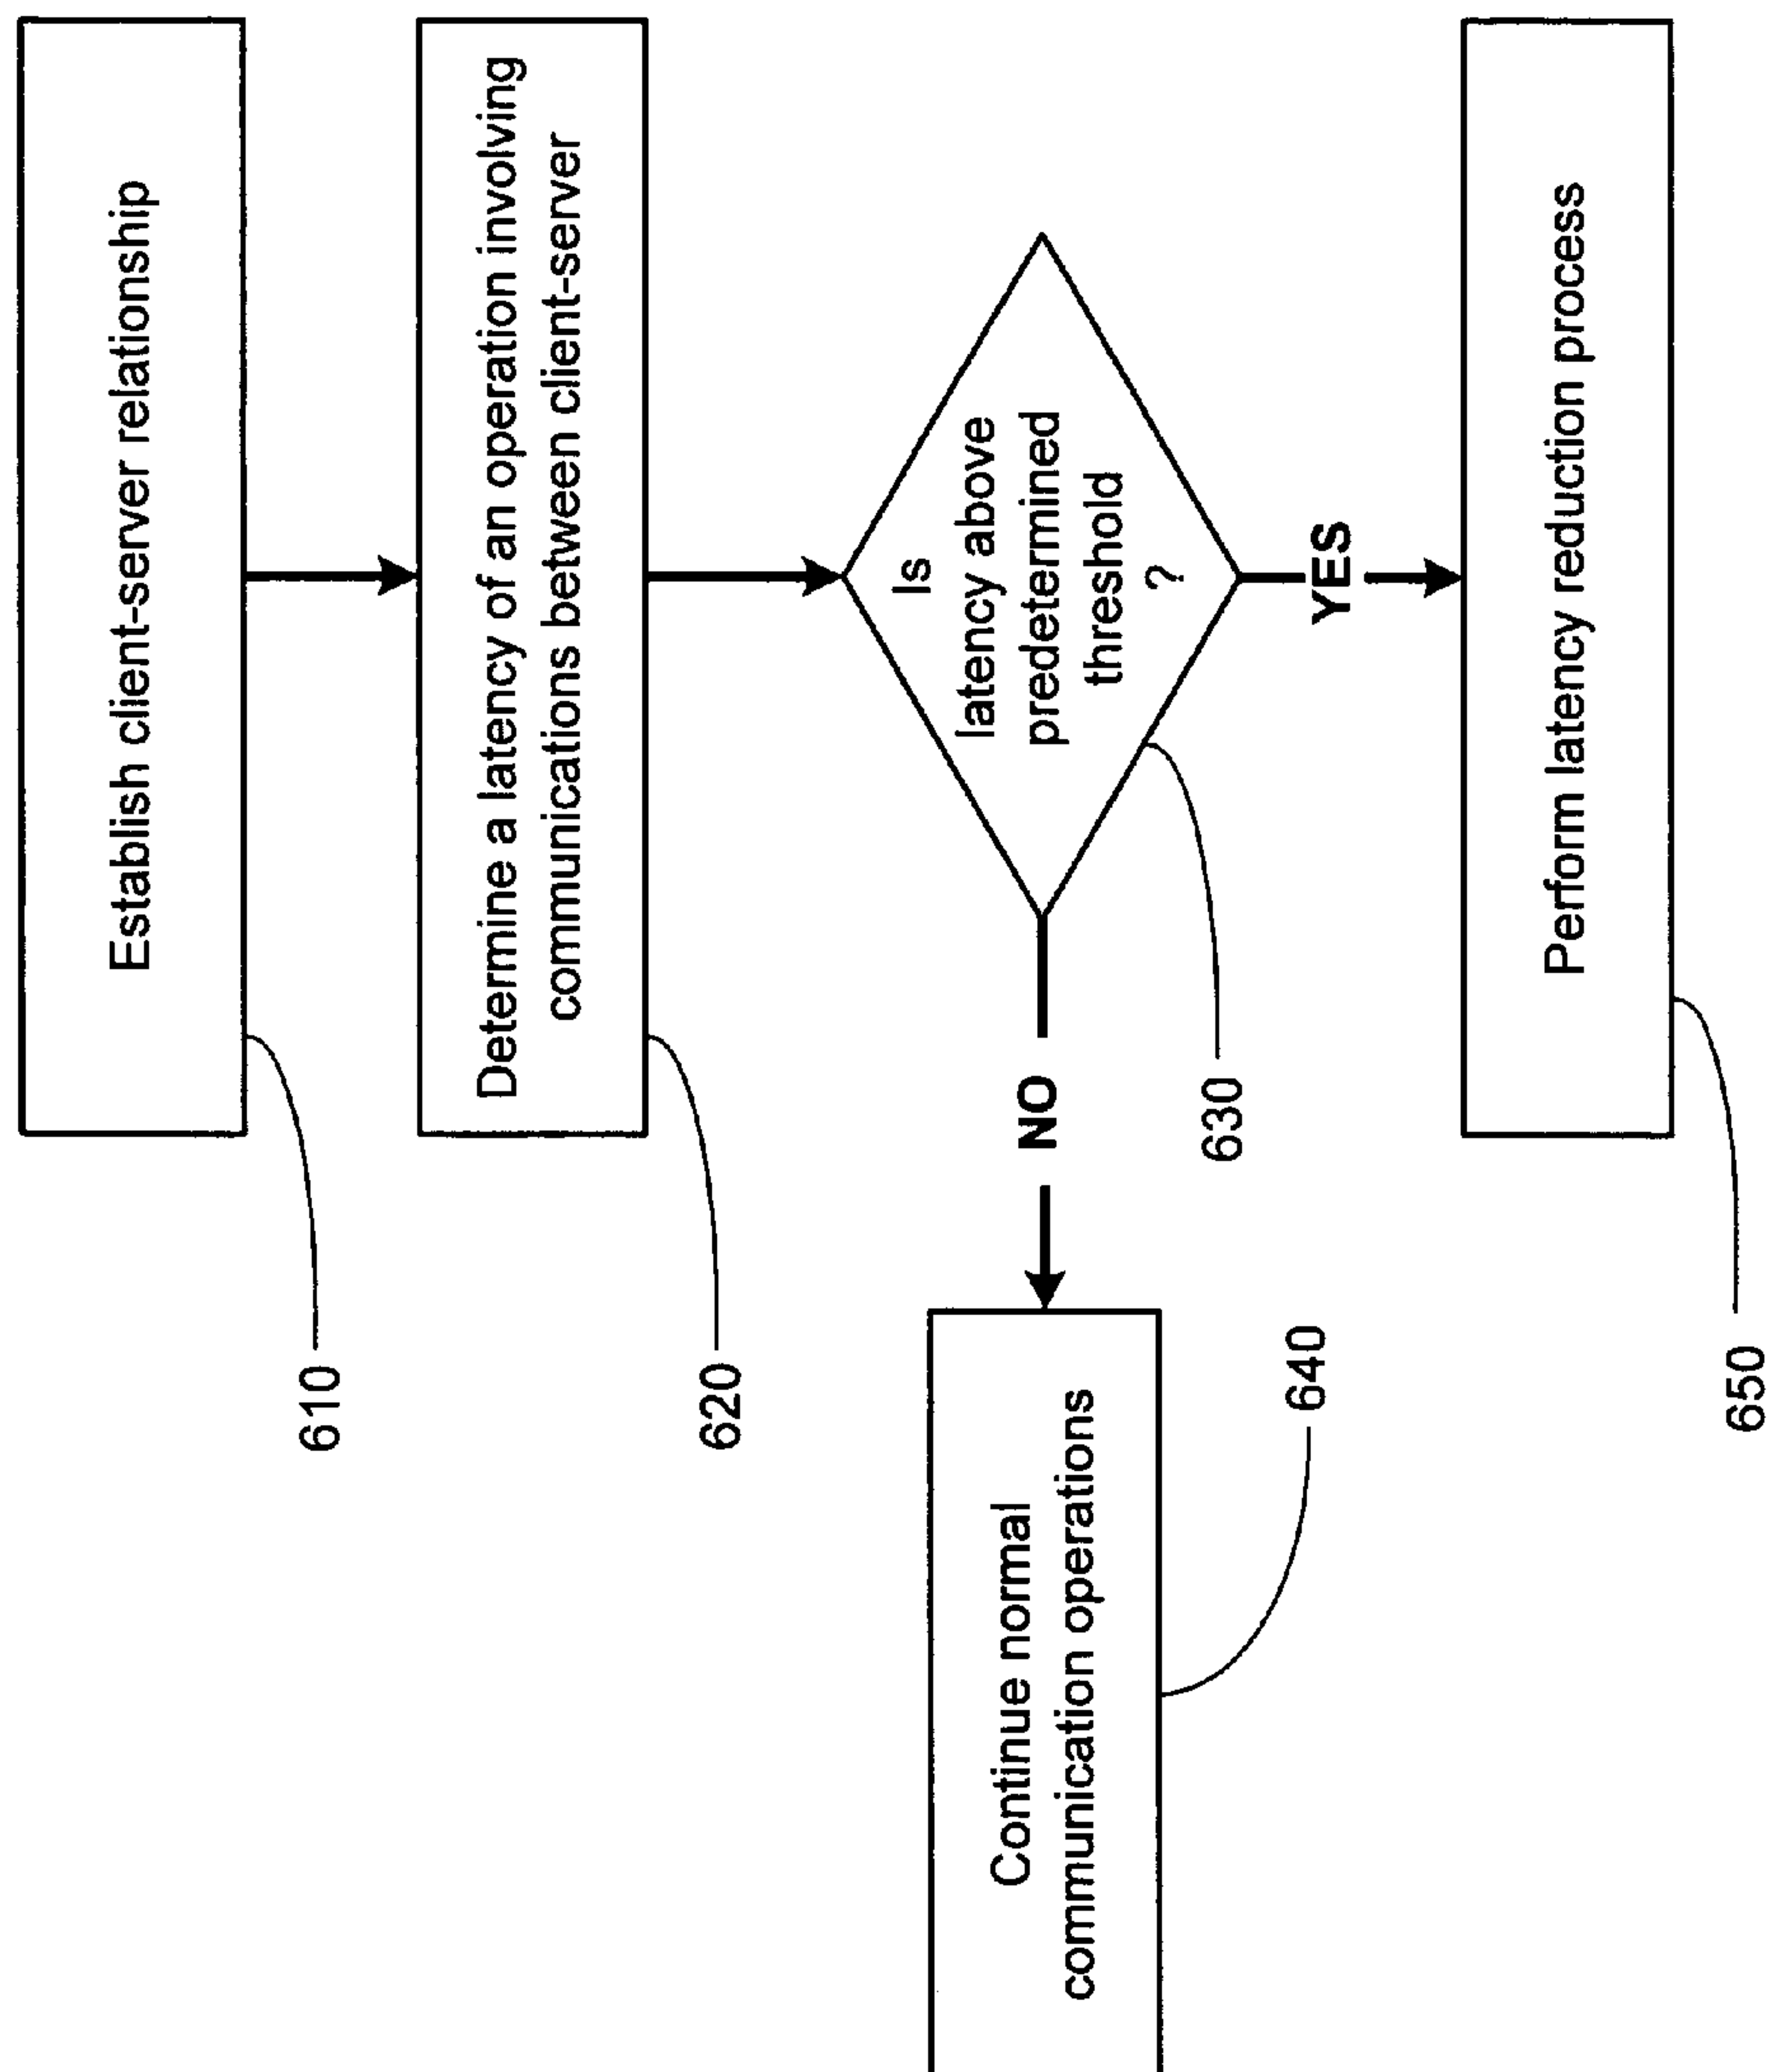 Establish client-server relationship
610
Determine a latency of an operation involving
communications between client-server
620
Is
latency above
predetermined
threshold
?
630
NO
Continue normal
communication operations
640
YES
Perform latency reduction process
650